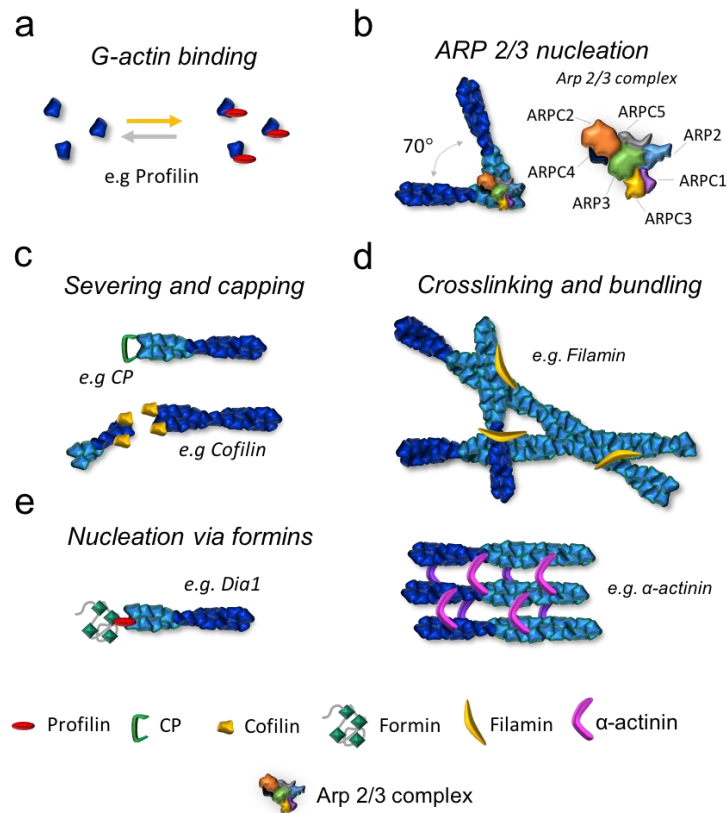 a
G-actin binding
e.g Profilin
b
ARP 2/3 nucleation
Arp 2/3 complex
70°
ARPC2
ARPC5
ARP2
ARPC4
ARPC1
ARP3
ARPC3
c
Severing and capping
e.g CP
e.g Cofilin
d
Crosslinking and bundling
e.g. Filamin
e.g. α-actinin
e
Nucleation via formins
e.g. Dia1
Profilin
CP
Cofilin
Formin
Filamin
α-actinin
Arp 2/3 complex